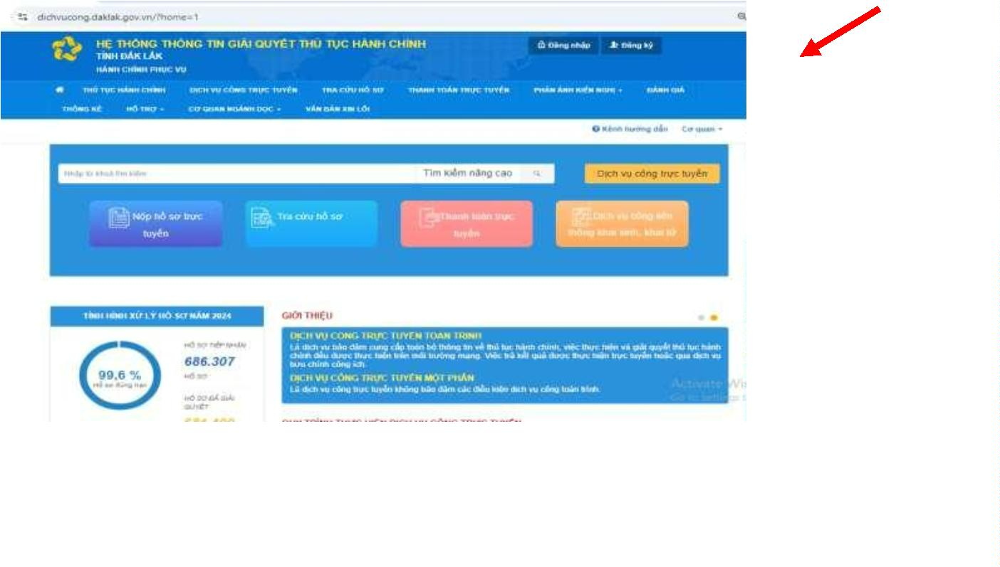 dichvucong.daklak.gov.vn/?home=1
HỆ THỐNG THÔNG TIN GIẢI QUYẾT THỦ TỤC HÀNH CHÍNH
TỈNH ĐẮK LẮK
HÀNH CHÍNH PHỤC VỤ
Đăng nhập Đăng ký
THỦ TỤC HÀNH CHÍNH DỊCH VỤ CÔNG TRỰC TUYẾN TRA CỨU HỒ SƠ THANH TOÁN TRỰC TUYẾN PHẢN ÁNH KIẾN NGHỊ ĐÁNH GIÁ
THỐNG KÊ HỖ TRỢ CƠ QUAN NGÀNH DỌC VĂN BẢN XIN LỖI
Kênh hướng dẫn Cơ quan
Nhập từ khoá tìm kiếm Tìm kiếm nâng cao Dịch vụ công trực tuyến
Nộp hồ sơ trực
tuyến
Tra cứu hồ sơ
Thanh toán trực
tuyến
Dịch vụ công liên
thông khai sinh, khai tử
TÌNH HÌNH XỬ LÝ HỒ SƠ NĂM 2024
99,6 %
Hồ sơ đúng hạn
HỒ SƠ TIẾP NHẬN
686.307
HỒ SƠ
HỒ SƠ ĐÃ GIẢI
QUYẾT
GIỚI THIỆU
DỊCH VỤ CÔNG TRỰC TUYẾN TOÀN TRÌNH
Là dịch vụ bảo đảm cung cấp toàn bộ thông tin về thủ tục hành chính, việc thực hiện và giải quyết thủ tục hành
chính đều được thực hiện trên môi trường mạng. Việc trả kết quả được thực hiện trực tuyến hoặc qua dịch vụ
bưu chính công ích.
DỊCH VỤ CÔNG TRỰC TUYẾN MỘT PHẦN
Là dịch vụ công trực tuyến không bảo đảm các điều kiện dịch vụ công toàn trình.
QUY TRÌNH THỰC HIỆN DỊCH VỤ CÔNG TRỰC TUYẾN
Activate